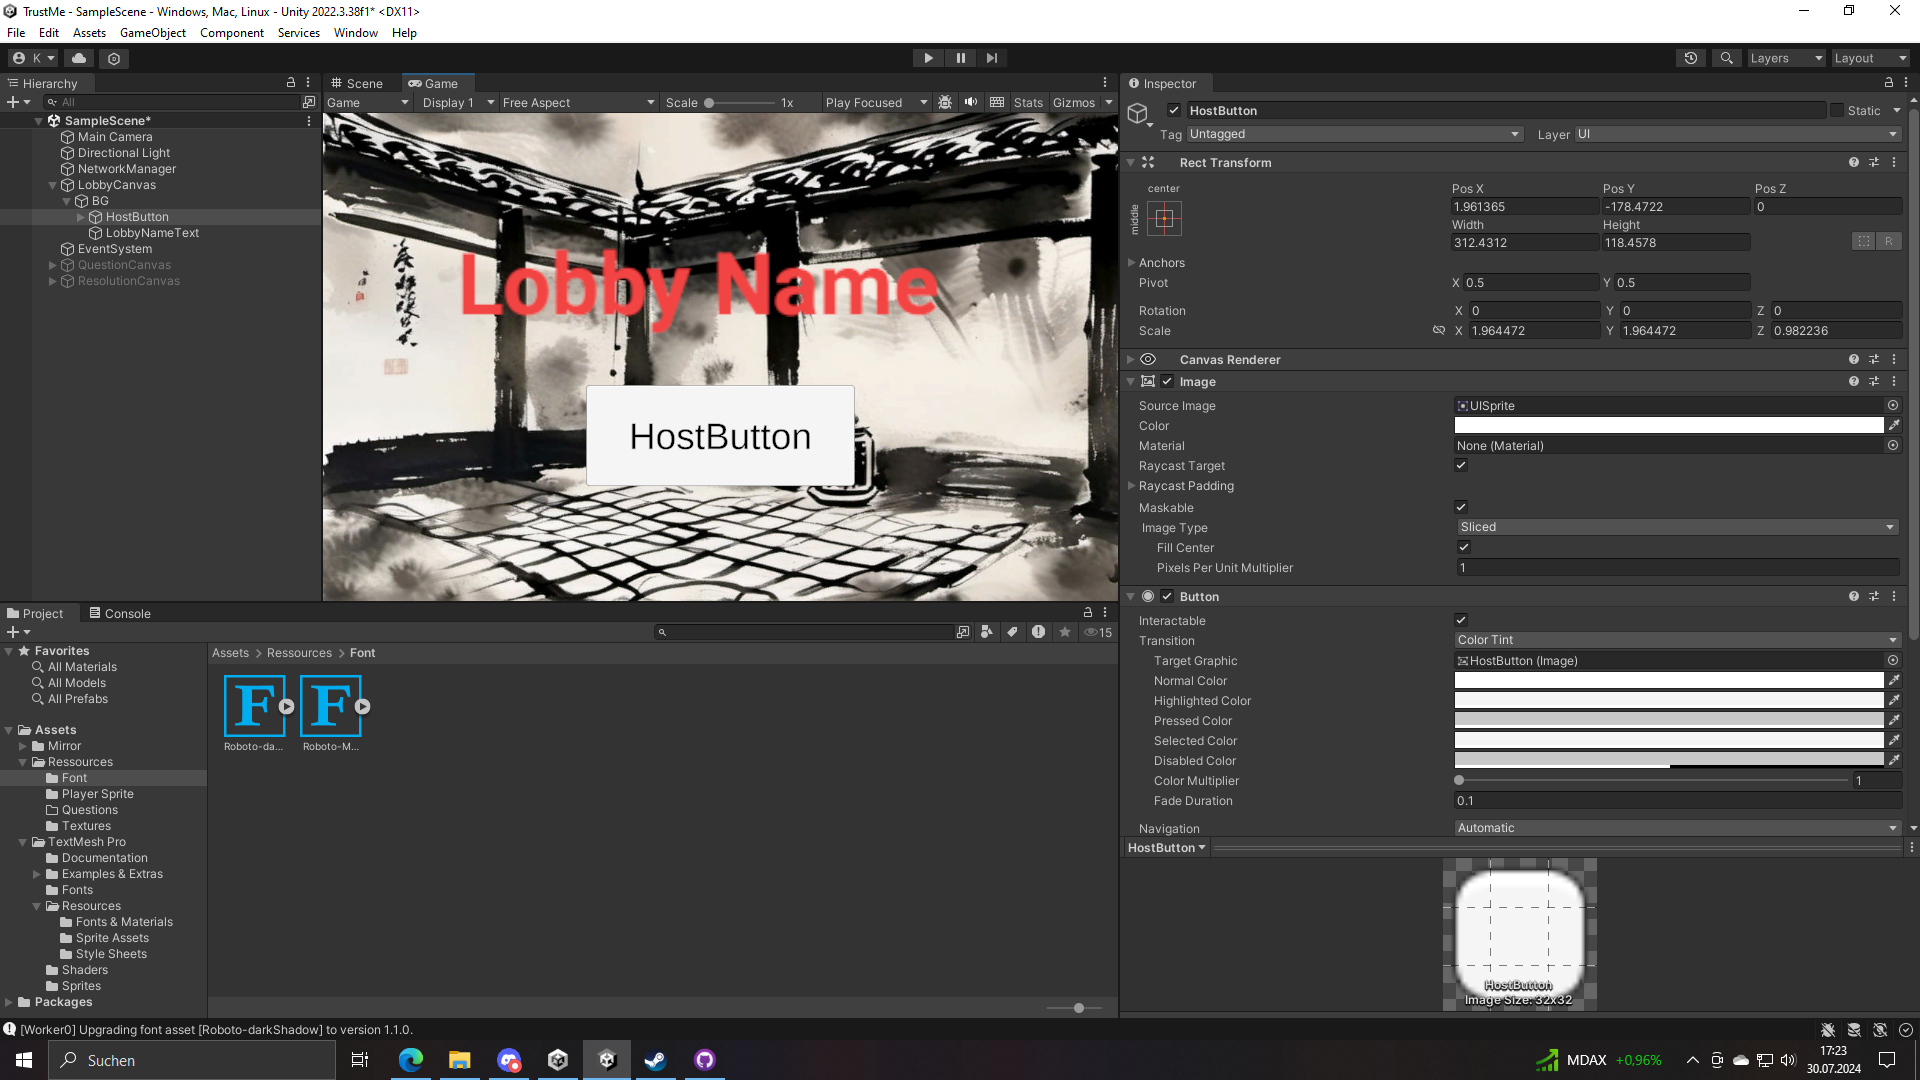 TrustMe - SampleScene - Windows, Mac, Linux - Unity 2022.3.38f1* <DX11>
File Edit Assets GameObject Component Services Window Help
K Layers Layout
Hierarchy
All
SampleScene*
Main Camera
Directional Light
NetworkManager
LobbyCanvas
BG
HostButton
LobbyNameText
EventSystem
QuestionCanvas
ResolutionCanvas
Scene Game
Game Display 1 Free Aspect Scale 1x Play Focused Stats Gizmos
Lobby Name
HostButton
Inspector
HostButton Static
Tag Untagged Layer UI
Rect Transform
center
middle
Pos X Pos Y Pos Z
1.961365 -178.4722 0
Width Height
312.4312 118.4578
R
Anchors
Pivot X 0.5 Y 0.5
Rotation X 0 Y 0 Z 0
Scale X 1.964472 Y 1.964472 Z 0.982236
Canvas Renderer
Image
Source Image UISprite
Color
Material None (Material)
Raycast Target
Raycast Padding
Maskable
Image Type Sliced
Fill Center
Pixels Per Unit Multiplier 1
Button
Interactable
Transition Color Tint
Target Graphic HostButton (Image)
Normal Color
Highlighted Color
Pressed Color
Selected Color
Disabled Color
Color Multiplier 1
Fade Duration 0.1
Navigation Automatic
HostButton
HostButton
Image Size: 32x32
Project Console
15
Favorites
All Materials
All Models
All Prefabs
Assets
Mirror
Ressources
Font
Player Sprite
Questions
Textures
TextMesh Pro
Documentation
Examples & Extras
Fonts
Resources
Fonts & Materials
Sprite Assets
Style Sheets
Shaders
Sprites
Packages
Assets > Ressources > Font
F F
Roboto-da... Roboto-M...
[Worker0] Upgrading font asset [Roboto-darkShadow] to version 1.1.0.
Suchen
MDAX +0,96%
17:23
30.07.2024